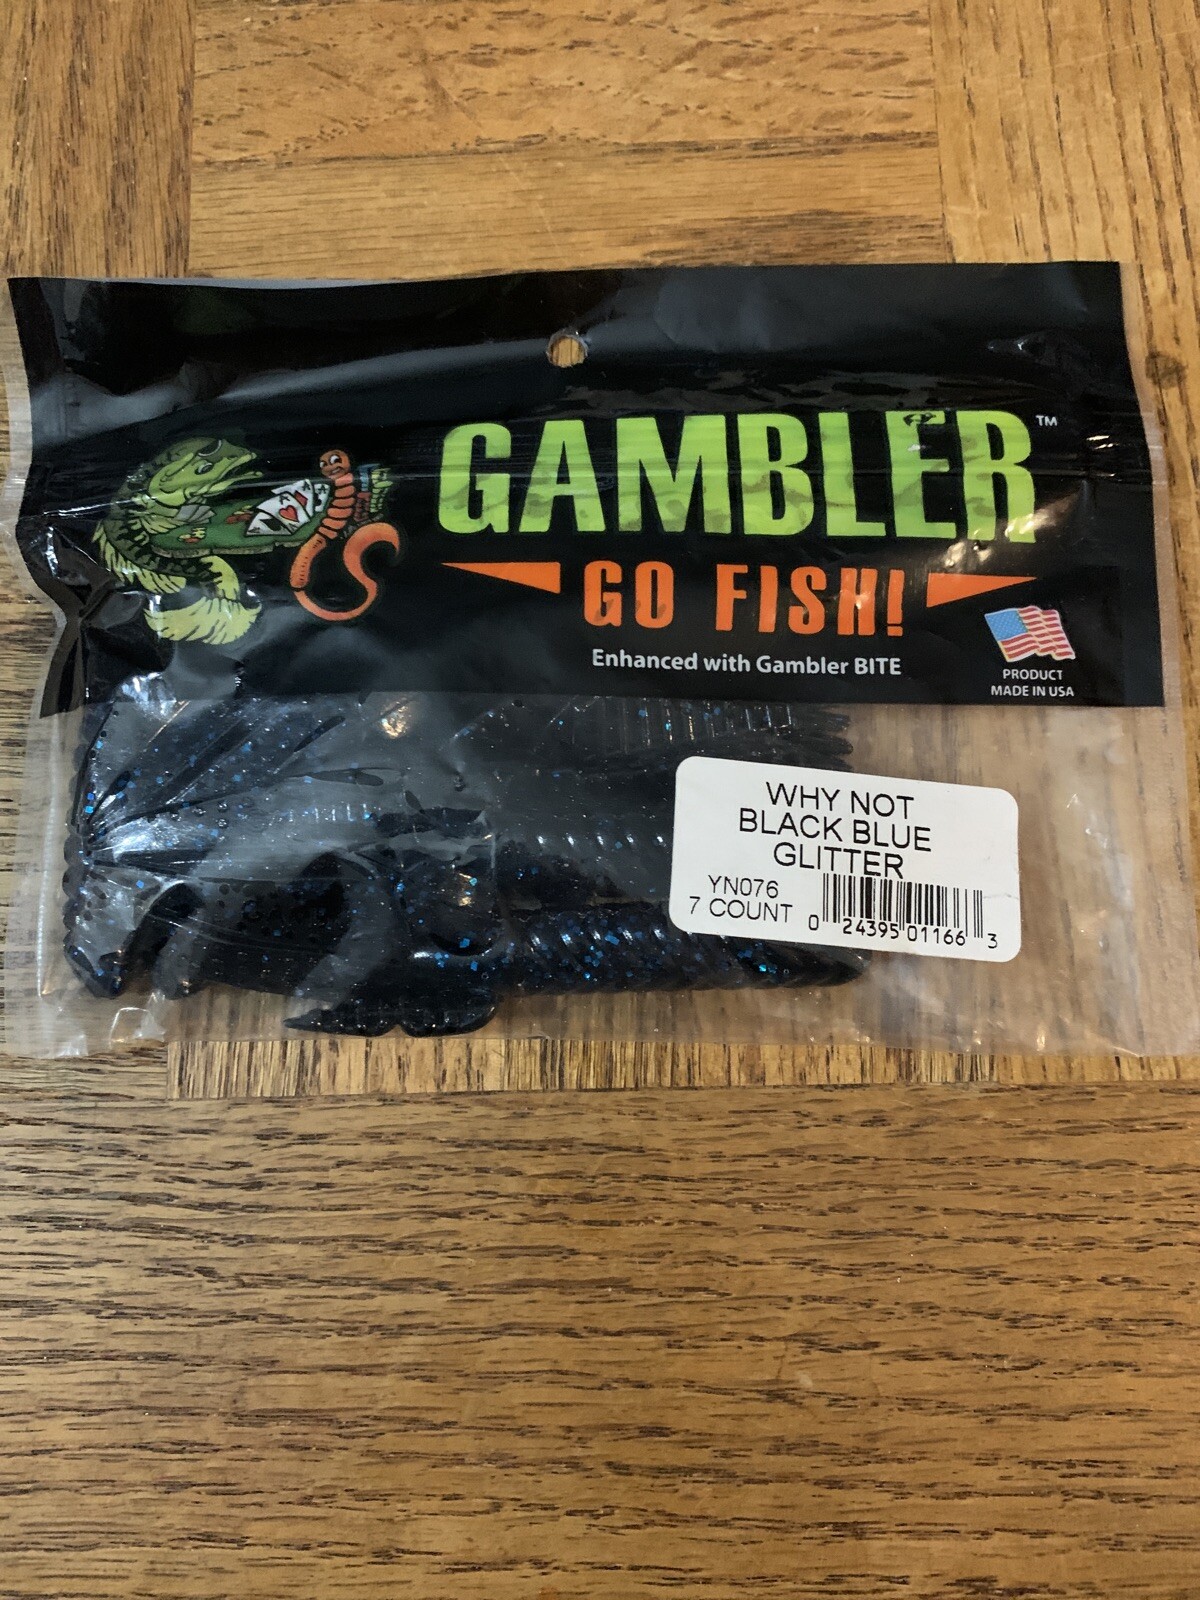 GAMBLER™
GO FISH!
Enhanced with Gambler BITE
PRODUCT
MADE IN USA
WHY NOT
BLACK BLUE
GLITTER
YN076
7 COUNT
0 24395 01166 3